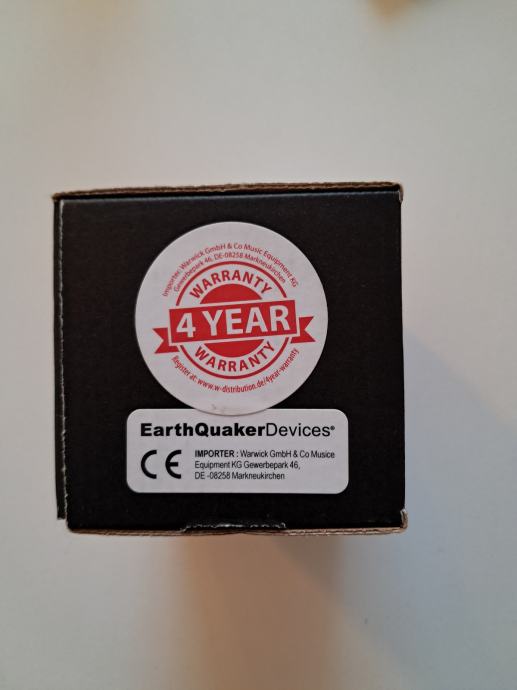 Importer: Warwick GmbH & Co Music Equipment KG
Gewerbepark 46, DE-08258 Markneukirchen
WARRANTY
4 YEAR
WARRANTY
Register at: www.w-distribution.de/4year-warranty
EarthQuakerDevices®
CE
IMPORTER : Warwick GmbH & Co Musice
Equipment KG Gewerbepark 46,
DE -08258 Markneukirchen